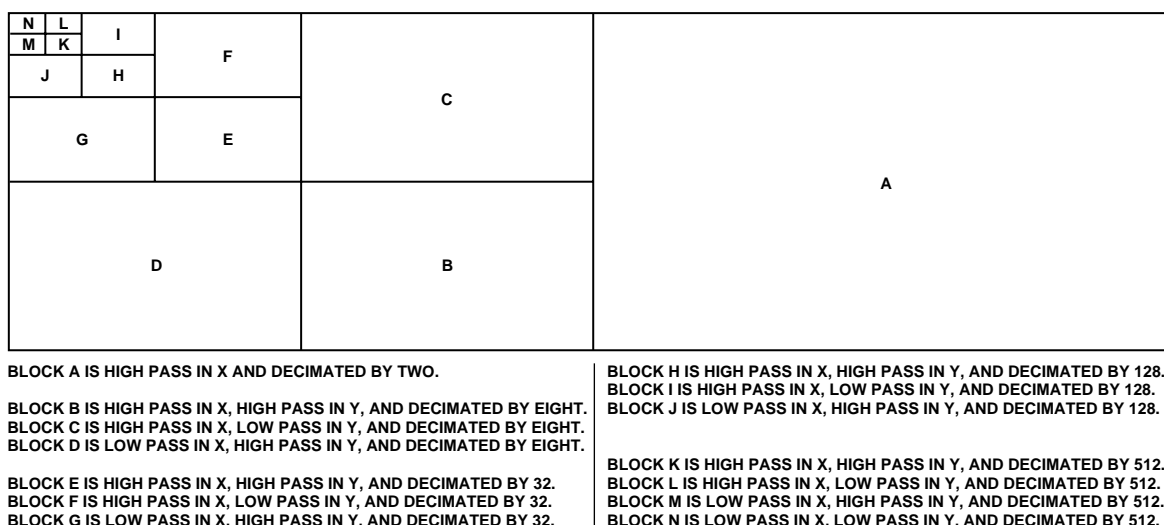 N L
I
M K
F
J H
C
G E
A
D B
BLOCK A IS HIGH PASS IN X AND DECIMATED BY TWO.
BLOCK B IS HIGH PASS IN X, HIGH PASS IN Y, AND DECIMATED BY EIGHT.
BLOCK C IS HIGH PASS IN X, LOW PASS IN Y, AND DECIMATED BY EIGHT.
BLOCK D IS LOW PASS IN X, HIGH PASS IN Y, AND DECIMATED BY EIGHT.
BLOCK E IS HIGH PASS IN X, HIGH PASS IN Y, AND DECIMATED BY 32.
BLOCK F IS HIGH PASS IN X, LOW PASS IN Y, AND DECIMATED BY 32.
BLOCK G IS LOW PASS IN X, HIGH PASS IN Y, AND DECIMATED BY 32.
BLOCK H IS HIGH PASS IN X, HIGH PASS IN Y, AND DECIMATED BY 128.
BLOCK I IS HIGH PASS IN X, LOW PASS IN Y, AND DECIMATED BY 128.
BLOCK J IS LOW PASS IN X, HIGH PASS IN Y, AND DECIMATED BY 128.
BLOCK K IS HIGH PASS IN X, HIGH PASS IN Y, AND DECIMATED BY 512.
BLOCK L IS HIGH PASS IN X, LOW PASS IN Y, AND DECIMATED BY 512.
BLOCK M IS LOW PASS IN X, HIGH PASS IN Y, AND DECIMATED BY 512.
BLOCK N IS LOW PASS IN X, LOW PASS IN Y, AND DECIMATED BY 512.